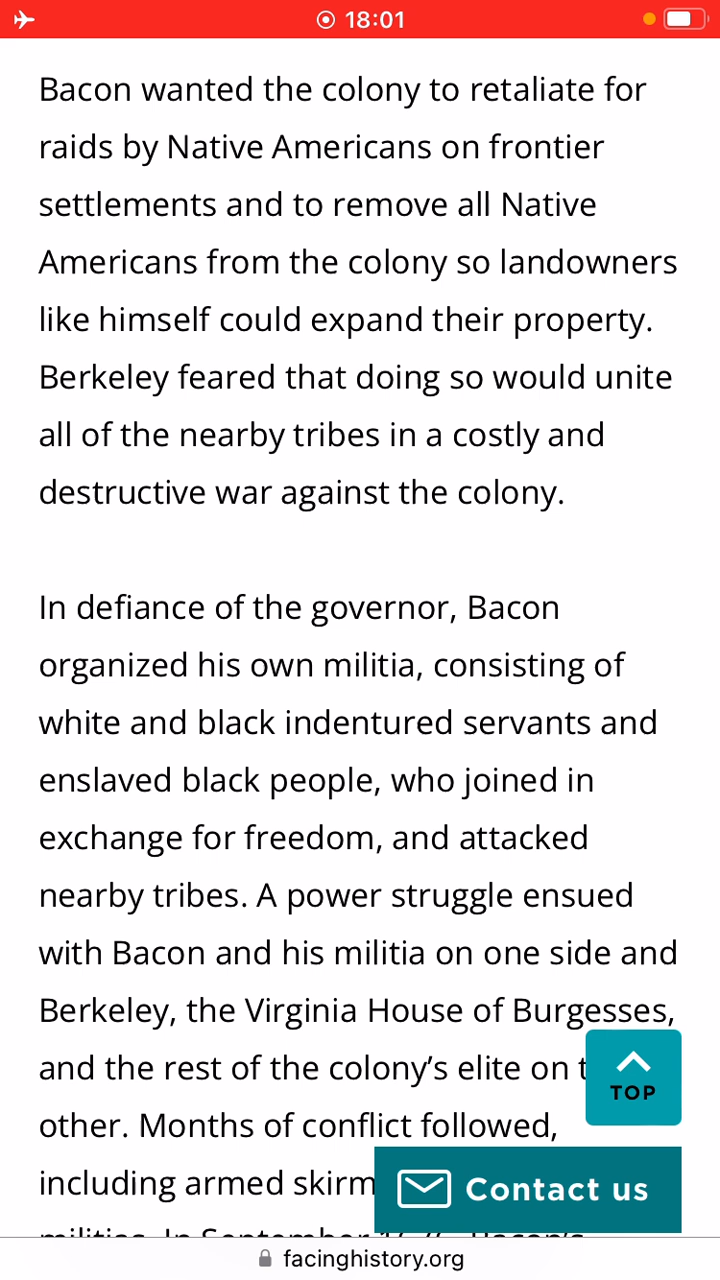 18:01
Bacon wanted the colony to retaliate for
raids by Native Americans on frontier
settlements and to remove all Native
Americans from the colony so landowners
like himself could expand their property.
Berkeley feared that doing so would unite
all of the nearby tribes in a costly and
destructive war against the colony.
In defiance of the governor, Bacon
organized his own militia, consisting of
white and black indentured servants and
enslaved black people, who joined in
exchange for freedom, and attacked
nearby tribes. A power struggle ensued
with Bacon and his militia on one side and
Berkeley, the Virginia House of Burgesses,
and the rest of the colony's elite on
other. Months of conflict followed,
including armed
TOP
Contact us
militias. In September Bacon's
facinghistory.org